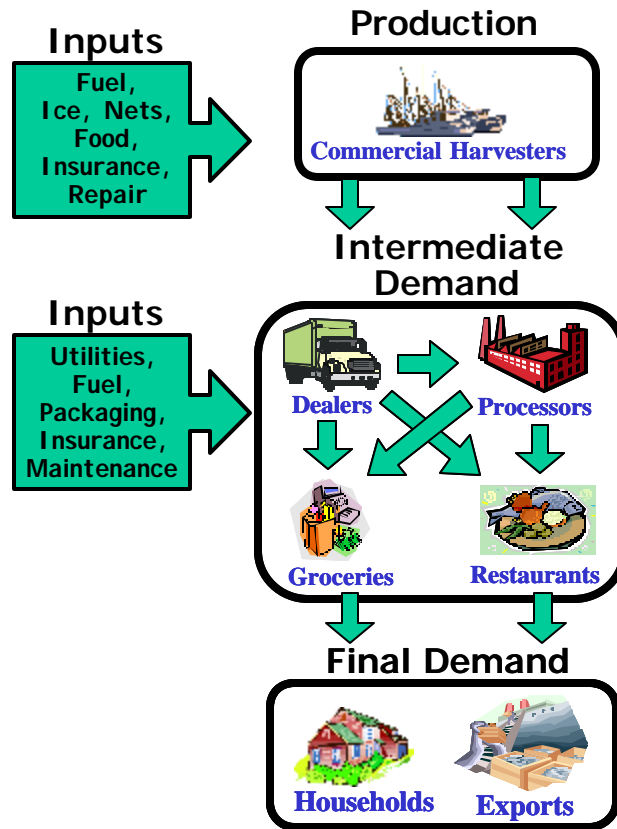 Inputs
Fuel,
Ice, Nets,
Food,
Insurance,
Repair
Production
Commercial Harvesters
Intermediate
Demand
Inputs
Utilities,
Fuel,
Packaging,
Insurance,
Maintenance
Dealers
Processors
Groceries
Restaurants
Final Demand
Households
Exports